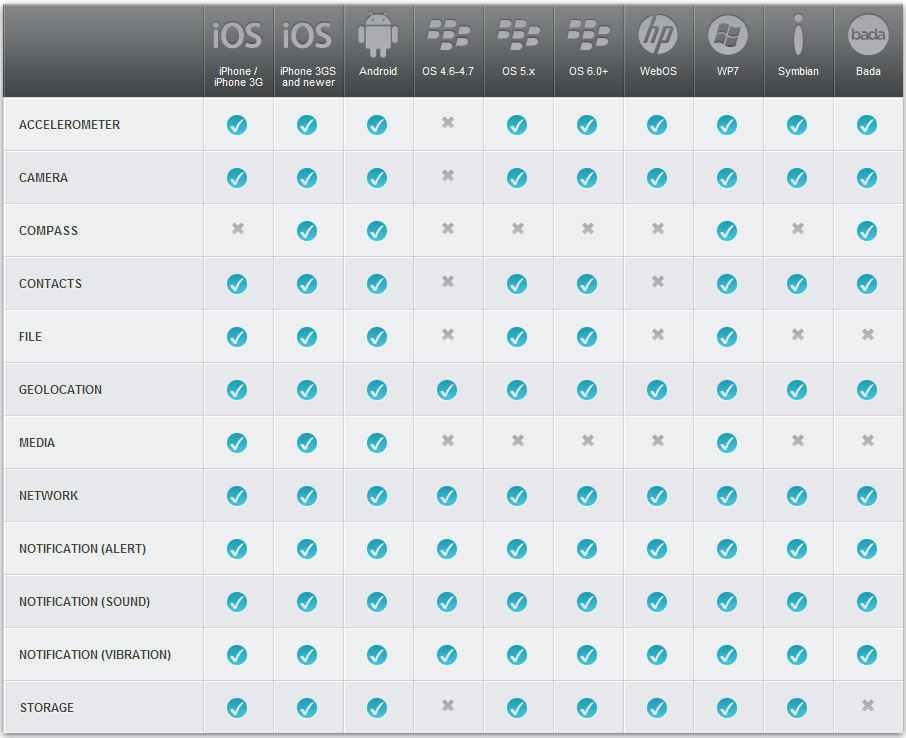 iOS iOS hp bada
iPhone / iPhone 3GS Android OS 4.6-4.7 OS 5.x OS 6.0+ WebOS WP7 Symbian Bada
iPhone 3G and newer
ACCELEROMETER
CAMERA
COMPASS
CONTACTS
FILE
GEOLOCATION
MEDIA
NETWORK
NOTIFICATION (ALERT)
NOTIFICATION (SOUND)
NOTIFICATION (VIBRATION)
STORAGE